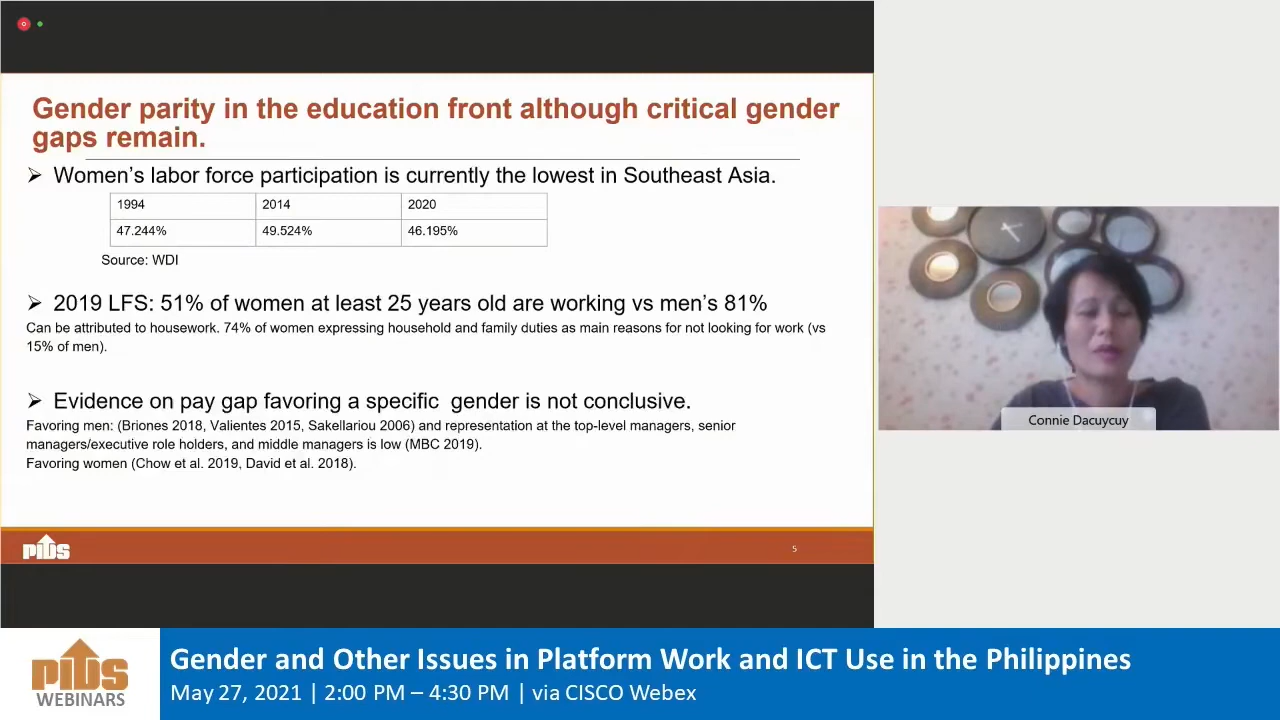 Gender parity in the education front although critical gender
gaps remain.
➢ Women's labor force participation is currently the lowest in Southeast Asia.
1994 2014 2020
47.244% 49.524% 46.195%
Source: WDI
➢ 2019 LFS: 51% of women at least 25 years old are working vs men's 81%
Can be attributed to housework. 74% of women expressing household and family duties as main reasons for not looking for work (vs
15% of men).
➢ Evidence on pay gap favoring a specific gender is not conclusive.
Favoring men: (Briones 2018, Valientes 2015, Sakellariou 2006) and representation at the top-level managers, senior
managers/executive role holders, and middle managers is low (MBC 2019).
Favoring women (Chow et al. 2019, David et al. 2018).
PIDS
5
Connie Dacuycuy
PIDS
WEBINARS
Gender and Other Issues in Platform Work and ICT Use in the Philippines
May 27, 2021 | 2:00 PM – 4:30 PM | via CISCO Webex